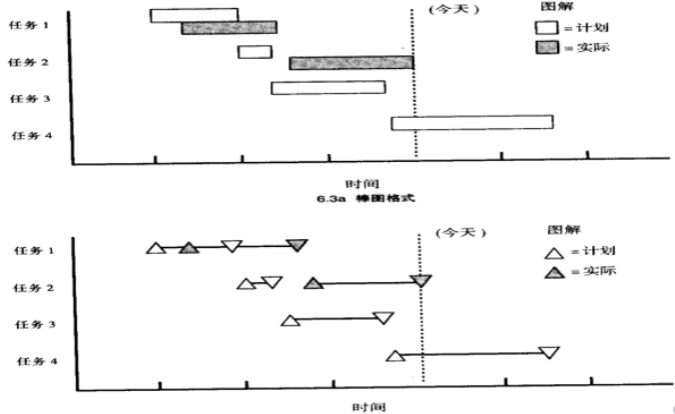 (今天)
图解
任务 1
= 计划
= 实际
任务 2
任务 3
任务 4
时间
6.3a 棒图格式
(今天)
图解
任务 1
= 计划
= 实际
任务 2
任务 3
任务 4
时间